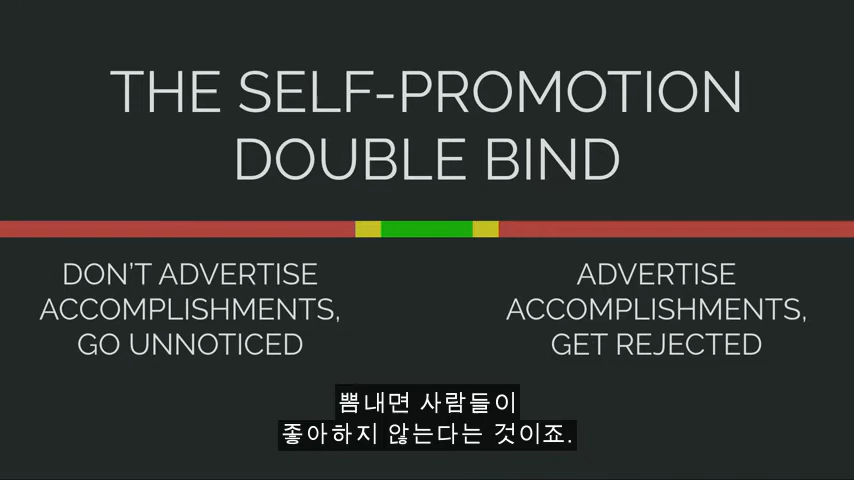 THE SELF-PROMOTION
DOUBLE BIND
DON'T ADVERTISE
ACCOMPLISHMENTS,
GO UNNOTICED
ADVERTISE
ACCOMPLISHMENTS,
GET REJECTED
뽐내면 사람들이
좋아하지 않는다는 것이죠.